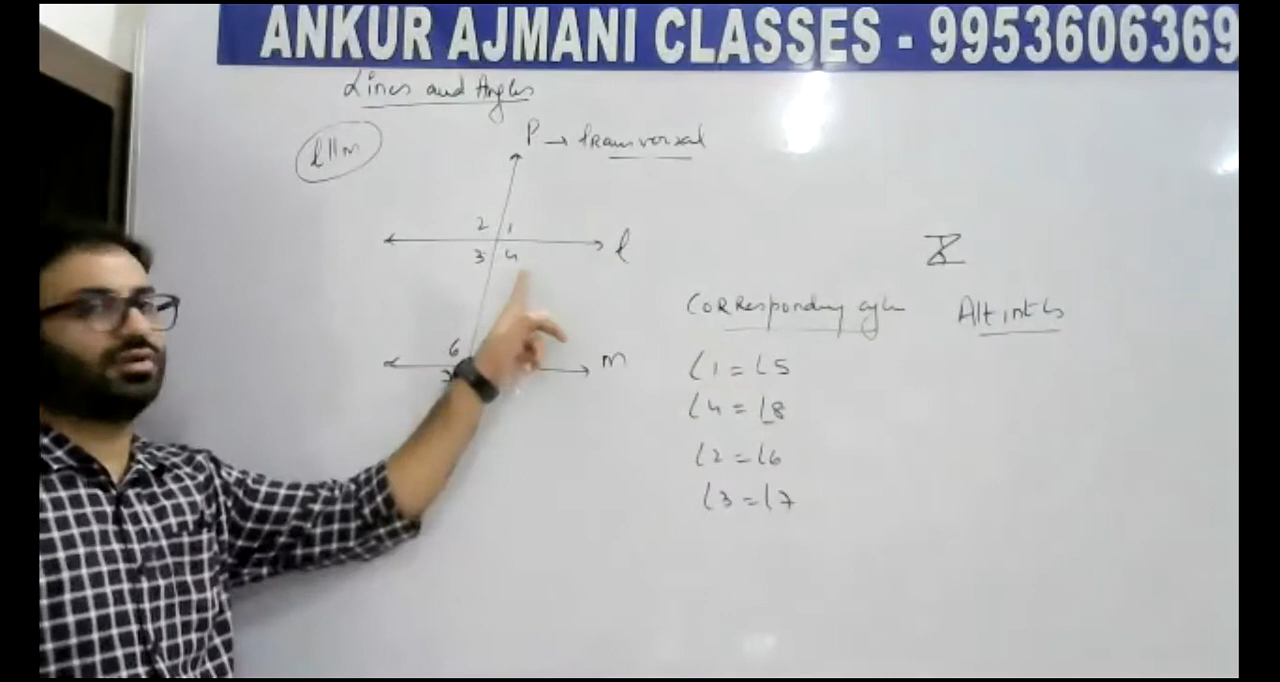 ANKUR AJMANI CLASSES - 9953606369
Lines and Angles
l||m
P → transversal
2 1
3 4
l
6
m
Corresponding Alt int ∠s
∠1 = ∠5
∠4 = ∠8
∠2 = ∠6
∠3 = ∠7